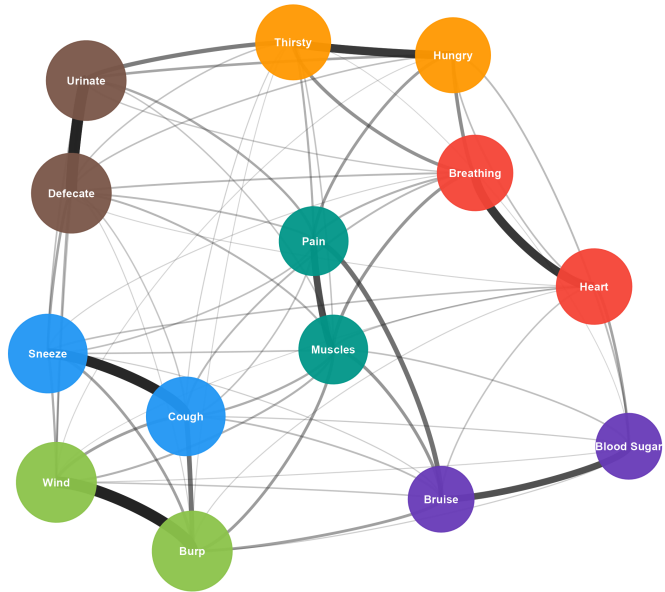 Thirsty
Hungry
Urinate
Breathing
Defecate
Pain
Heart
Muscles
Sneeze
Cough
Blood Sugar
Wind
Bruise
Burp